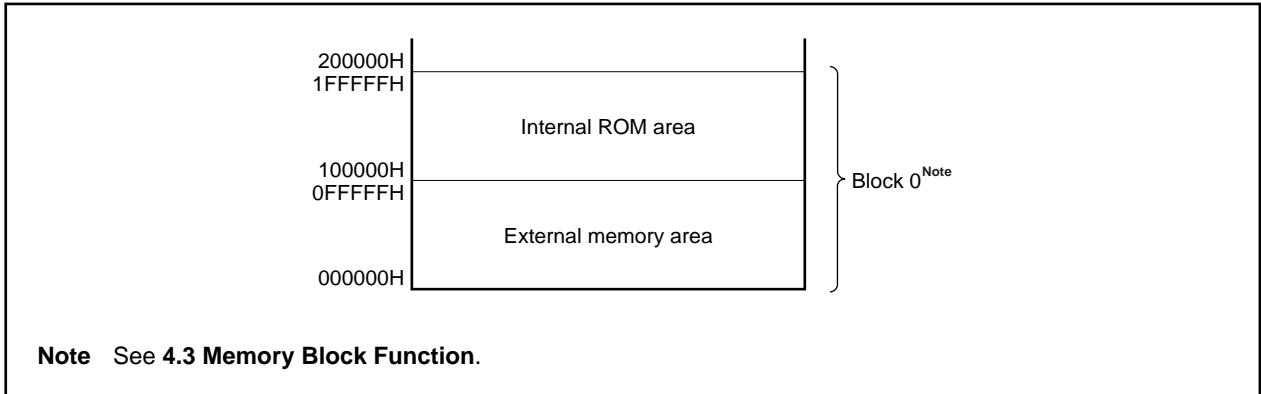 200000H
1FFFFFH
Internal ROM area
100000H
0FFFFFH
Block 0Note
External memory area
000000H
Note See 4.3 Memory Block Function.